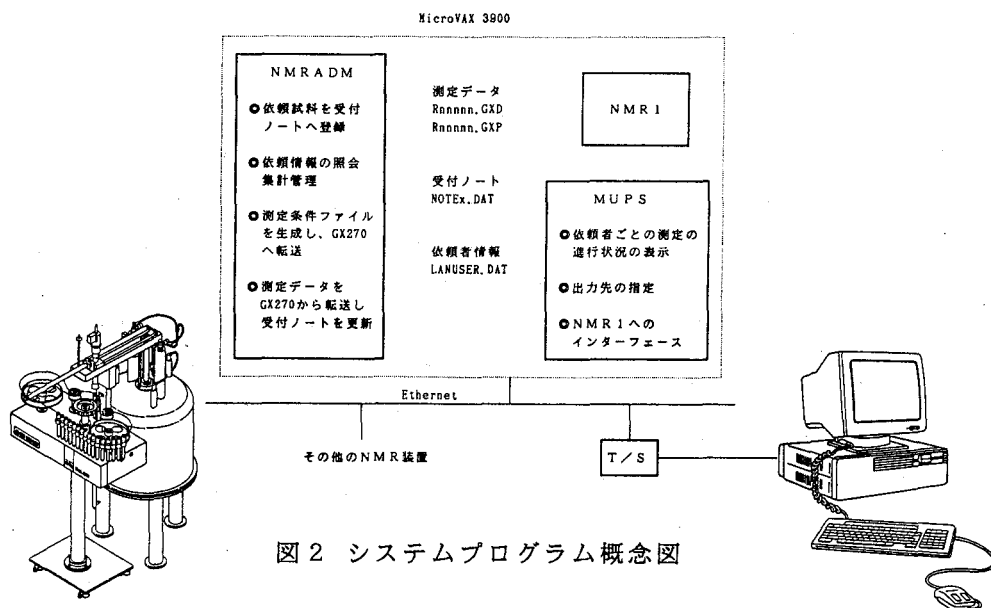 MicroVAX 3900
NMRADM
◎依頼試料を受付
ノートへ登録
◎依頼情報の照会
集計管理
◎測定条件ファイル
を生成し、GX270
へ転送
◎測定データを
GX270から転送し
受付ノートを更新
測定データ
Rnnnnn.GXD
Rnnnnn.GXP
受付ノート
NOTEx.DAT
依頼者情報
LANUSER.DAT
NMR1
MUPS
◎依頼者ごとの測定の
進行状況の表示
◎出力先の指定
◎NMR1への
インターフェース
Ethernet
その他のNMR装置
T/S
図2 システムプログラム概念図